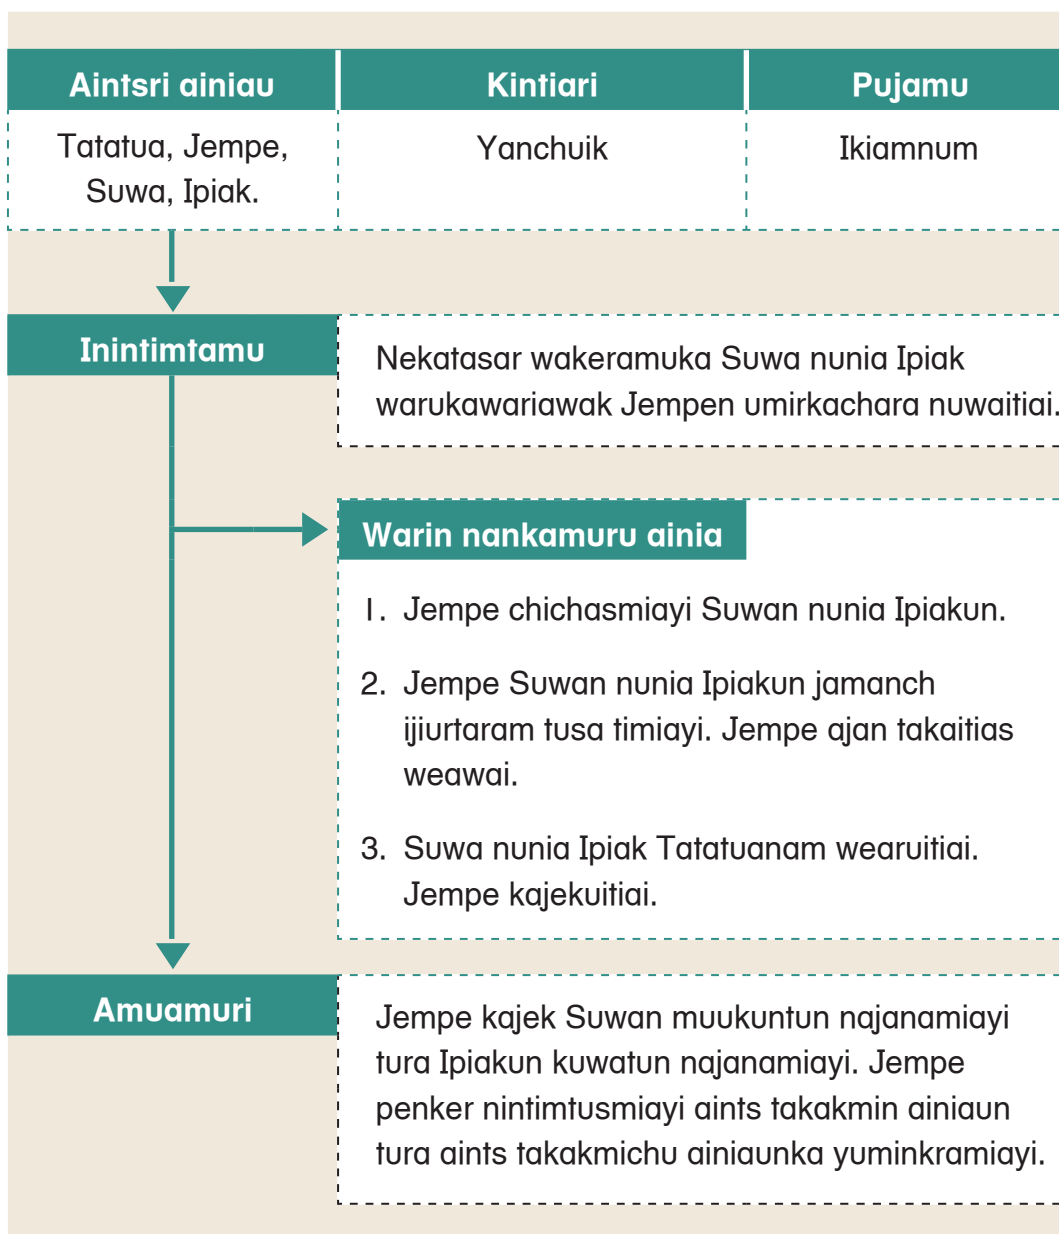 Aintsri ainiau
Kintiari
Pujamu
Tatatua, Jempe,
Suwa, Ipiak.
Yanchuik
Ikiamnum
Inintimtamu
Nekatasar wakeramuka Suwa nunia Ipiak
warukawariawak Jempen umirkachara nuwaitiai.
Warin nankamuru ainia
1. Jempe chichasmiayi Suwan nunia Ipiakun.
2. Jempe Suwan nunia Ipiakun jamanch
ijiurtaram tusa timiayi. Jempe ajan takaitias
weawai.
3. Suwa nunia Ipiak Tatatuanam wearuitiai.
Jempe kajekuitiai.
Amuamuri
Jempe kajek Suwan muukuntun najanamiayi
tura Ipiakun kuwatun najanamiayi. Jempe
penker nintimtusmiayi aints takakmin ainiaun
tura aints takakmichu ainiaunka yuminkramiayi.